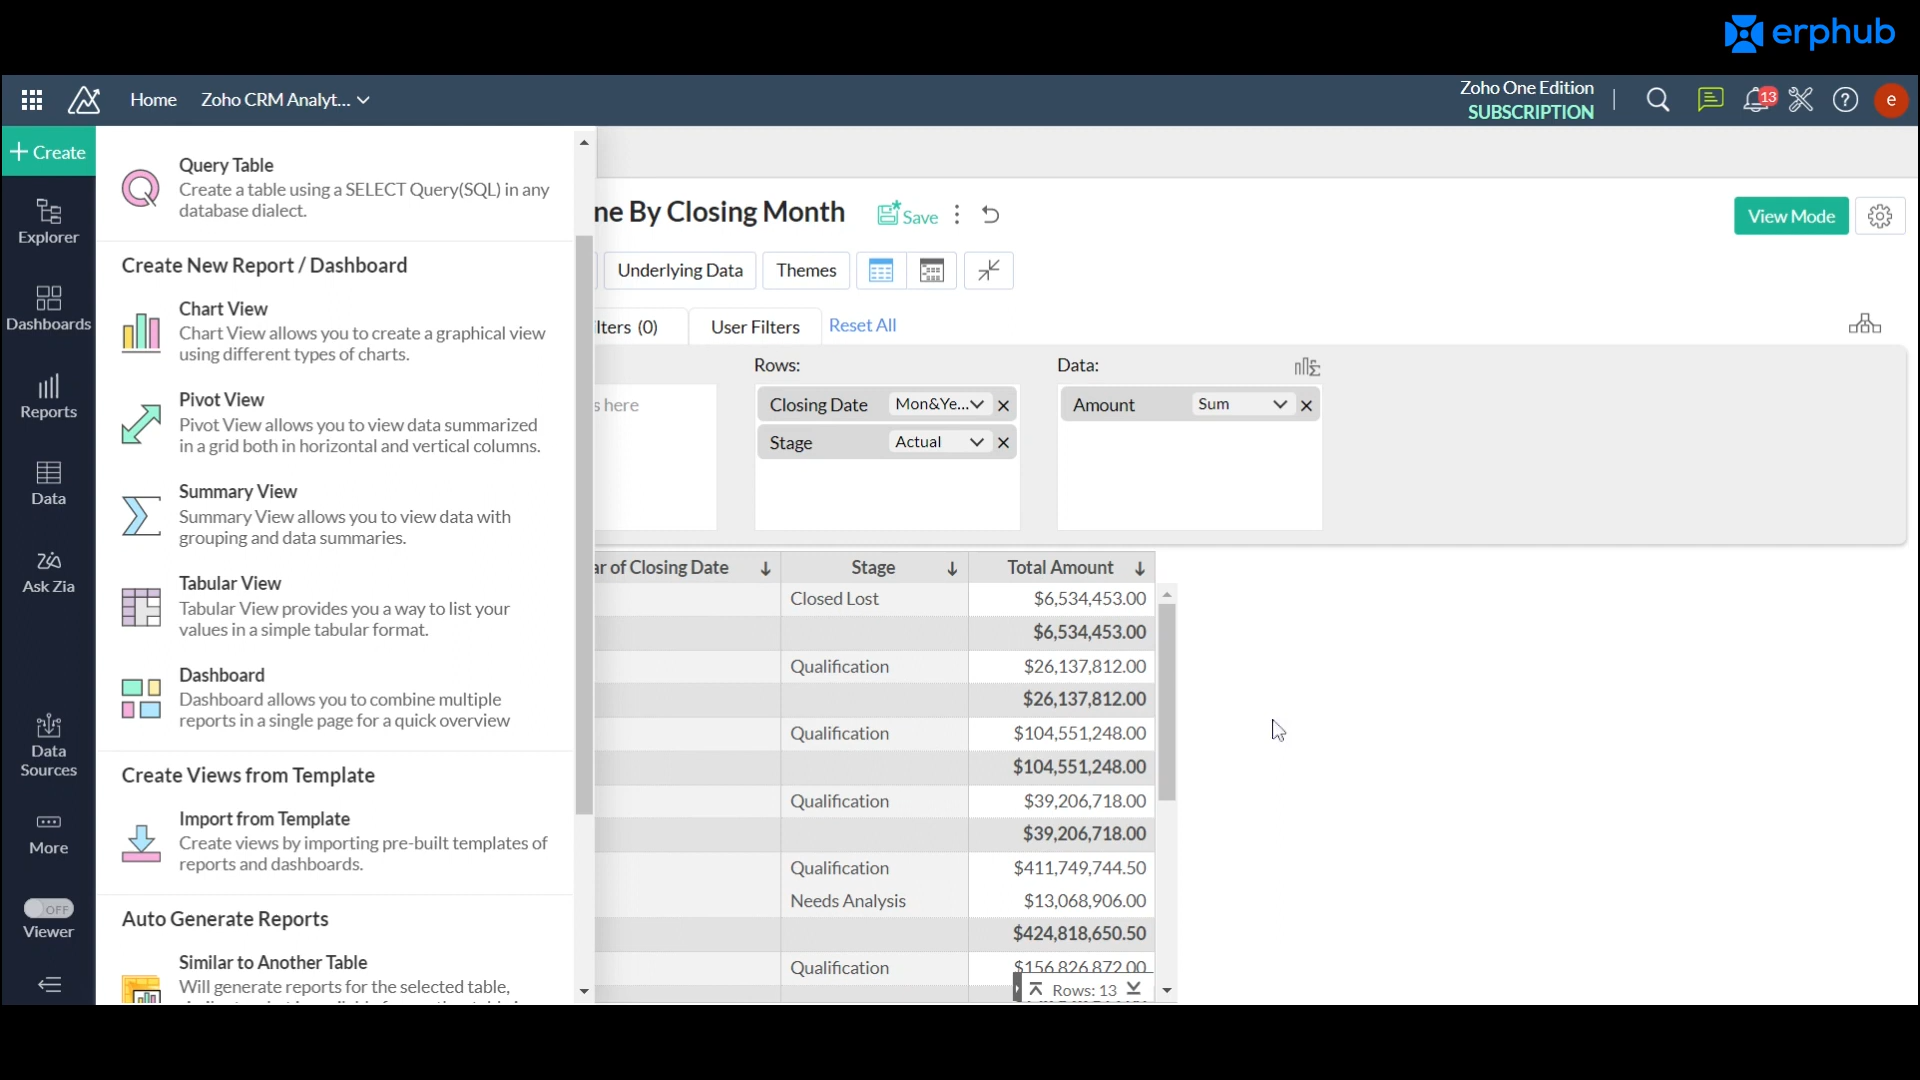 erphub
Home
Zoho CRM Analyt...
Zoho One Edition
SUBSCRIPTION
13
e
Create
Explorer
Dashboards
Reports
Data
Ask Zia
Data
Sources
More
OFF
Viewer
Query Table
Create a table using a SELECT Query(SQL) in any
database dialect.
Create New Report / Dashboard
Chart View
Chart View allows you to create a graphical view
using different types of charts.
Pivot View
Pivot View allows you to view data summarized
in a grid both in horizontal and vertical columns.
Summary View
Summary View allows you to view data with
grouping and data summaries.
Tabular View
Tabular View provides you a way to list your
values in a simple tabular format.
Dashboard
Dashboard allows you to combine multiple
reports in a single page for a quick overview
Create Views from Template
Import from Template
Create views by importing pre-built templates of
reports and dashboards.
Auto Generate Reports
Similar to Another Table
Will generate reports for the selected table,
ne By Closing Month
Save
View Mode
Underlying Data
Themes
lters (0)
User Filters
Reset All
s here
Rows:
Closing Date Mon&Ye...
Stage Actual
Data:
Amount Sum
ar of Closing Date Stage Total Amount
Closed Lost $6,534,453.00
$6,534,453.00
Qualification $26,137,812.00
$26,137,812.00
Qualification $104,551,248.00
$104,551,248.00
Qualification $39,206,718.00
$39,206,718.00
Qualification $411,749,744.50
Needs Analysis $13,068,906.00
$424,818,650.50
Qualification $156,826,872.00
Rows: 13